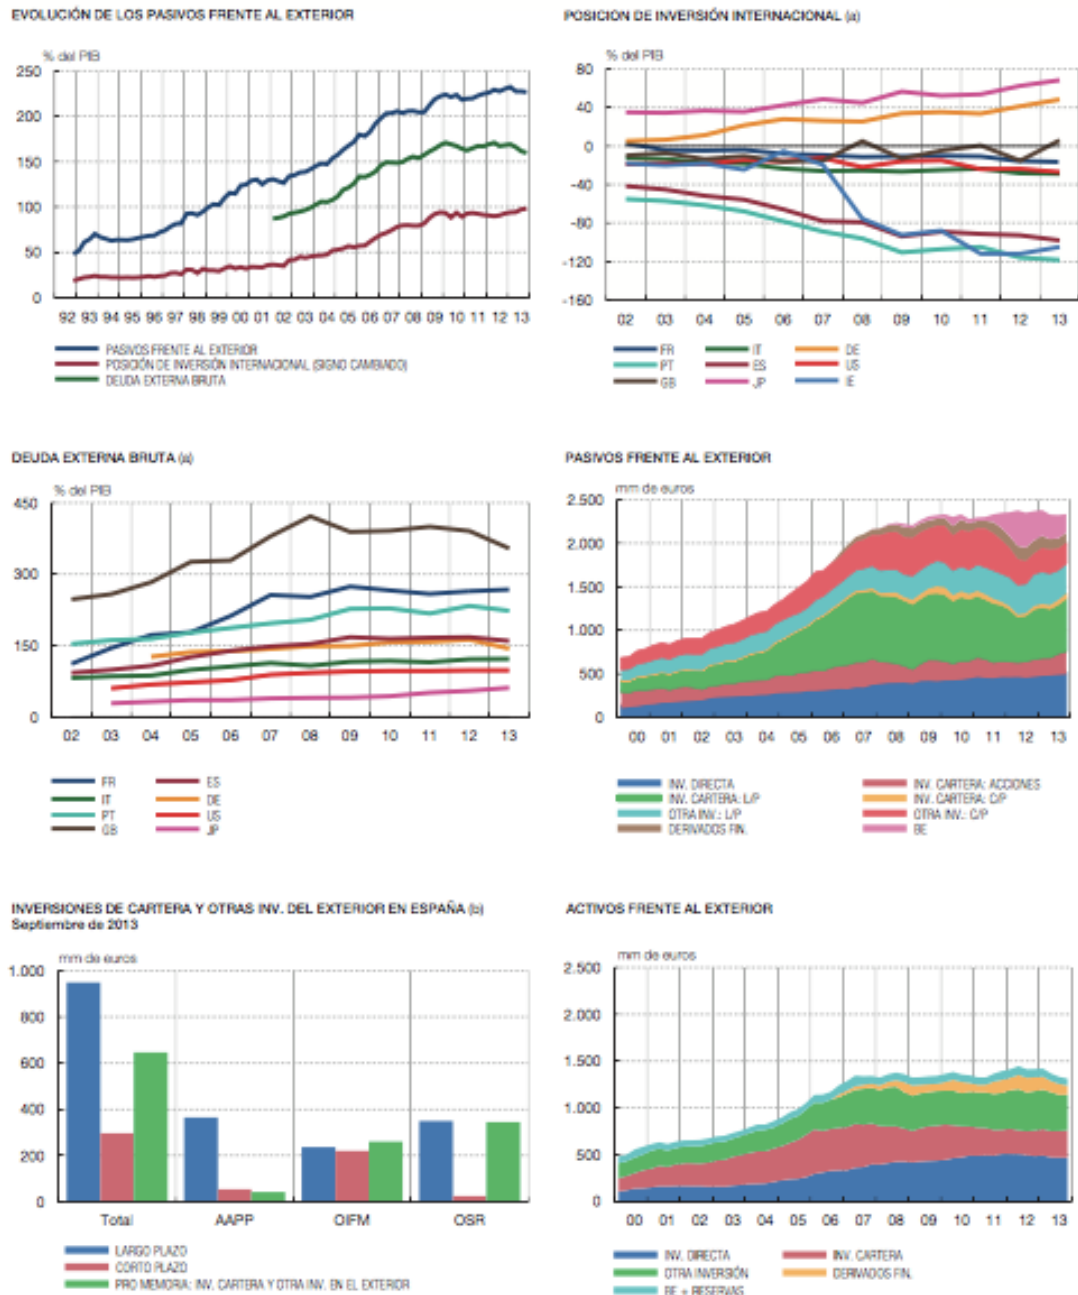 EVOLUCIÓN DE LOS PASIVOS FRENTE AL EXTERIOR
% del PIB
250
200
150
100
50
0
92 93 94 95 96 97 98 99 00 01 02 03 04 05 06 07 08 09 10 11 12 13
PASIVOS FRENTE AL EXTERIOR
POSICIÓN DE INVERSIÓN INTERNACIONAL (SIGNO CAMBIADO)
DEUDA EXTERNA BRUTA
POSICION DE INVERSIÓN INTERNACIONAL (a)
% del PIB
80
40
0
-40
-80
-120
-160
02 03 04 05 06 07 08 09 10 11 12 13
FR IT DE
PT ES US
GB JP IE
DEUDA EXTERNA BRUTA (a)
% del PIB
450
300
150
0
02 03 04 05 06 07 08 09 10 11 12 13
FR ES
IT DE
PT US
GB JP
PASIVOS FRENTE AL EXTERIOR
mm de euros
2.500
2.000
1.500
1.000
500
0
00 01 02 03 04 05 06 07 08 09 10 11 12 13
INV. DIRECTA INV. CARTERA: ACCIONES
INV. CARTERA: L/P INV. CARTERA: C/P
OTRA INV.: L/P OTRA INV.: C/P
DERIVADOS FIN. BE
INVERSIONES DE CARTERA Y OTRAS INV. DEL EXTERIOR EN ESPAÑA (b)
Septiembre de 2013
mm de euros
1.000
800
600
400
200
0
Total AAPP OIFM OSR
LARGO PLAZO
CORTO PLAZO
PRO MEMORIA: INV. CARTERA Y OTRA INV. EN EL EXTERIOR
ACTIVOS FRENTE AL EXTERIOR
mm de euros
2.500
2.000
1.500
1.000
500
0
00 01 02 03 04 05 06 07 08 09 10 11 12 13
INV. DIRECTA INV. CARTERA
OTRA INVERSIÓN DERIVADOS FIN.
BE + RESERVAS